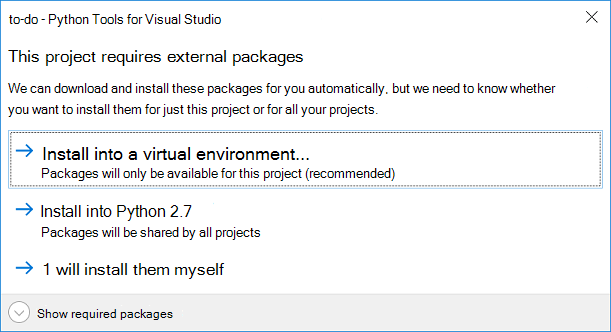 to-do - Python Tools for Visual Studio
This project requires external packages
We can download and install these packages for you automatically, but we need to know whether
you want to install them for just this project or for all your projects.
Install into a virtual environment...
Packages will only be available for this project (recommended)
Install into Python 2.7
Packages will be shared by all projects
1 will install them myself
Show required packages